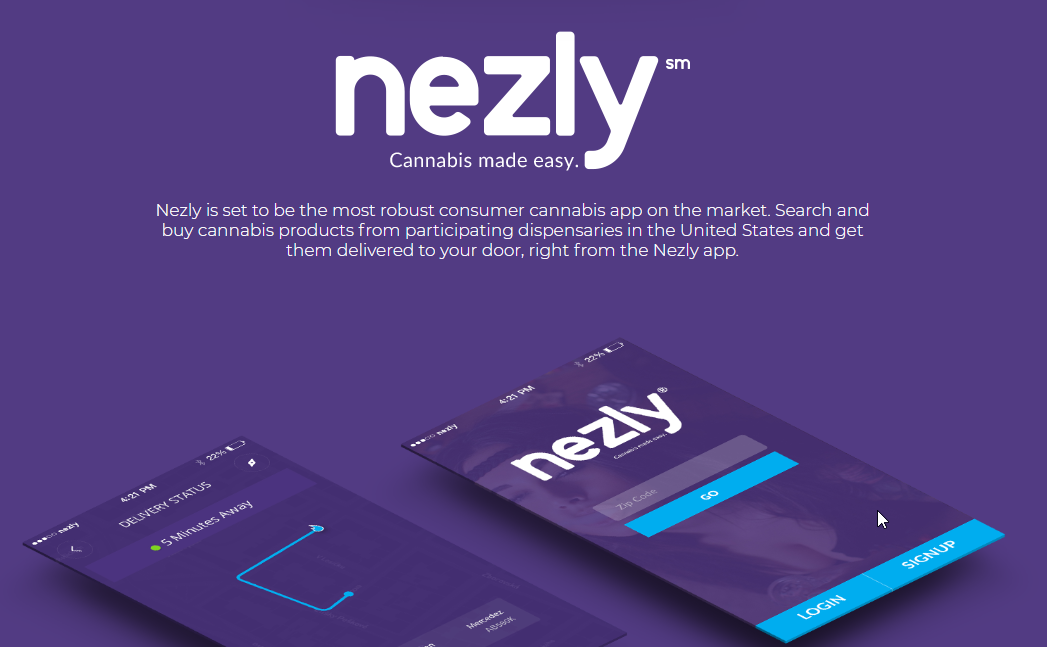 nezly sm
Cannabis made easy.
Nezly is set to be the most robust consumer cannabis app on the market. Search and
buy cannabis products from participating dispensaries in the United States and get
them delivered to your door, right from the Nezly app.
nezly
4:21 PM
22%
nezly®
Cannabis made easy.
Zip Code
GO
LOGIN
SIGNUP
nezly
4:21 PM
22%
DELIVERY STATUS
5 Minutes Away
Mercedez